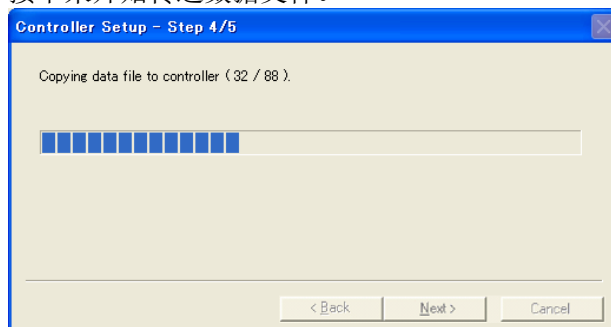 Controller Setup - Step 4/5
Copying data file to controller ( 32 / 88 ).
< Back Next > Cancel